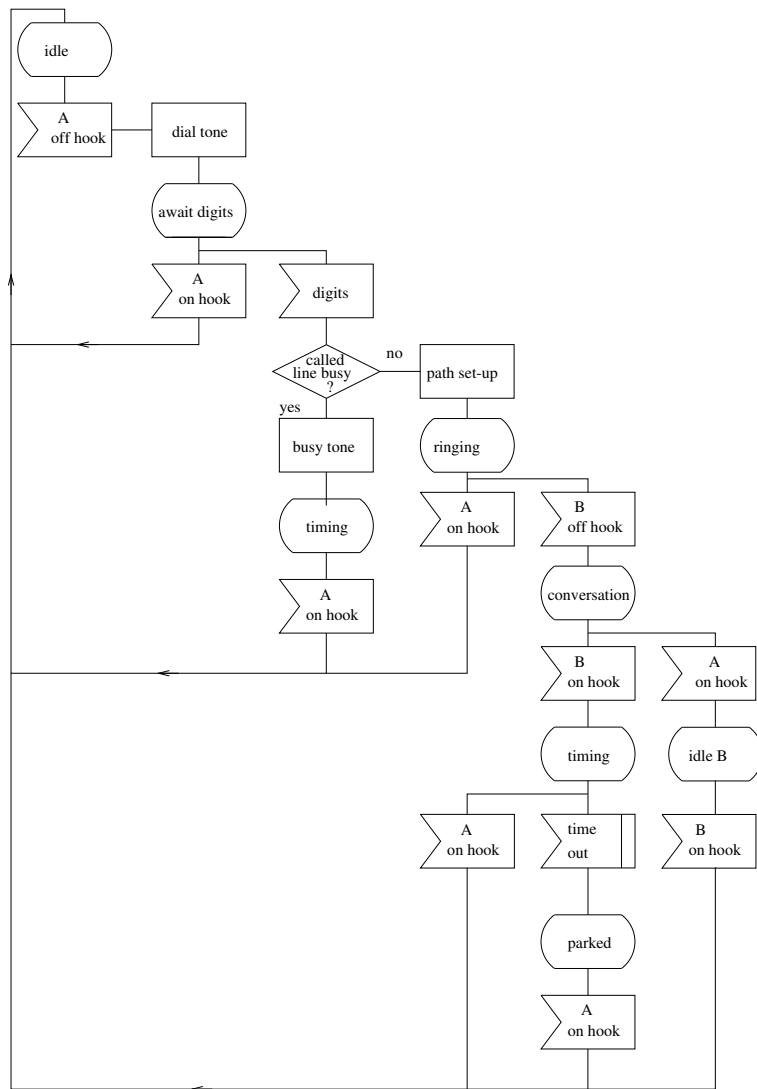 idle
A
off hook
dial tone
await digits
A
on hook
digits
called
line busy
?
no
path set-up
yes
busy tone
ringing
A
on hook
B
off hook
timing
A
on hook
conversation
B
on hook
A
on hook
timing
idle B
A
on hook
time
out
B
on hook
parked
A
on hook